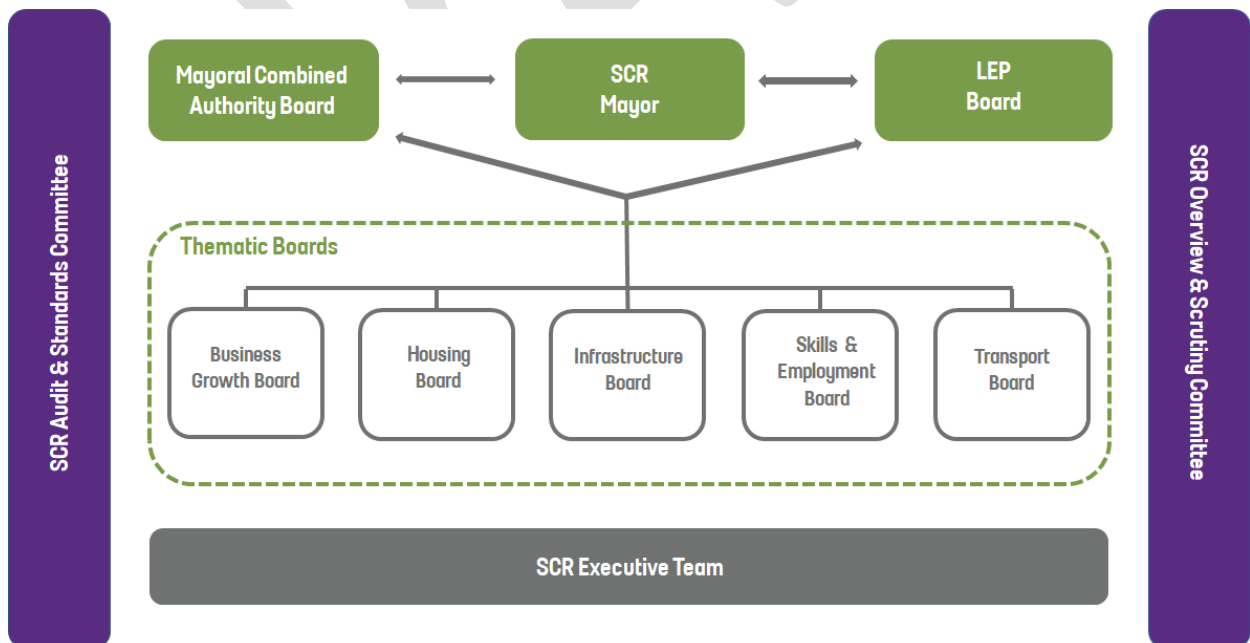 SCR Audit & Standards Committee
Mayoral Combined
Authority Board
SCR
Mayor
LEP
Board
Thematic Boards
Business
Growth Board
Housing
Board
Infrastructure
Board
Skills &
Employment
Board
Transport
Board
SCR Executive Team
SCR Overview & Scrutiny Committee